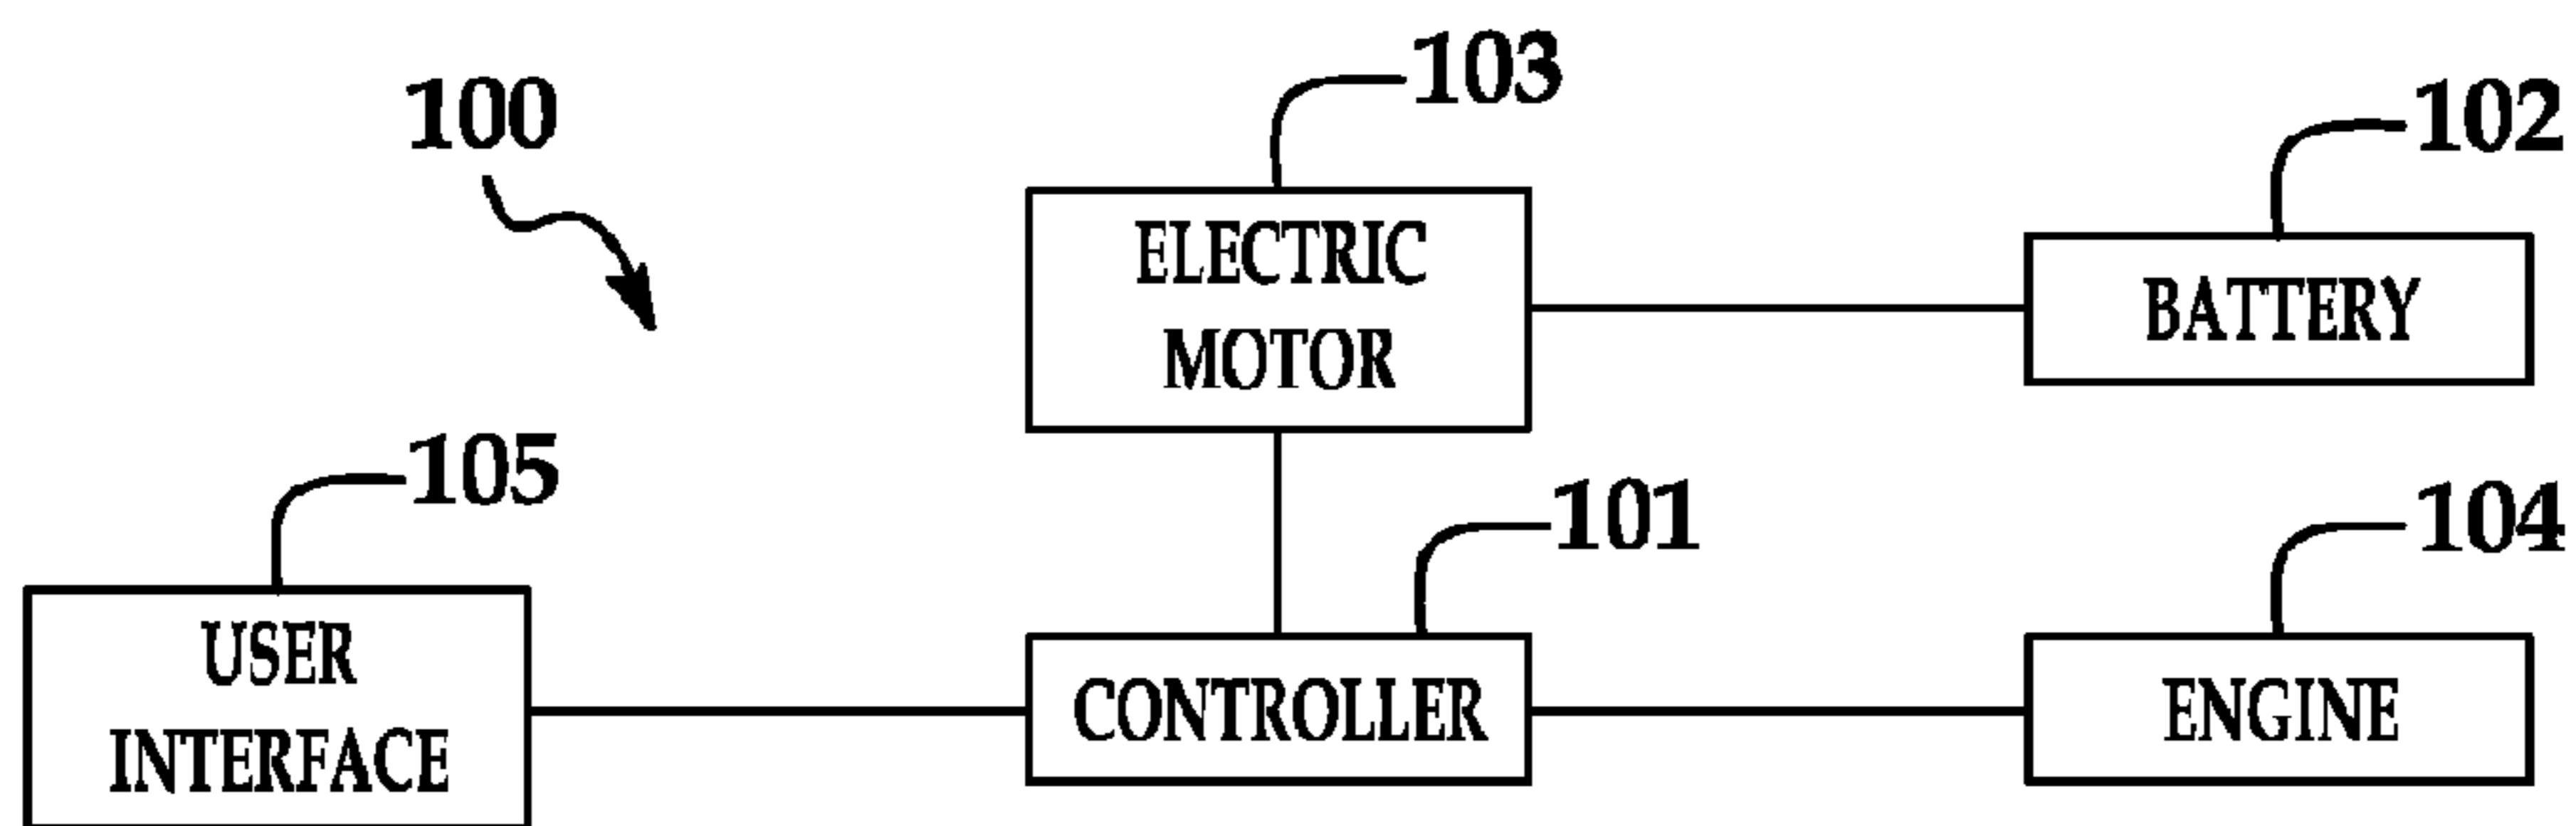 100
103
102
ELECTRIC
MOTOR
BATTERY
105
101
104
USER
INTERFACE
CONTROLLER
ENGINE